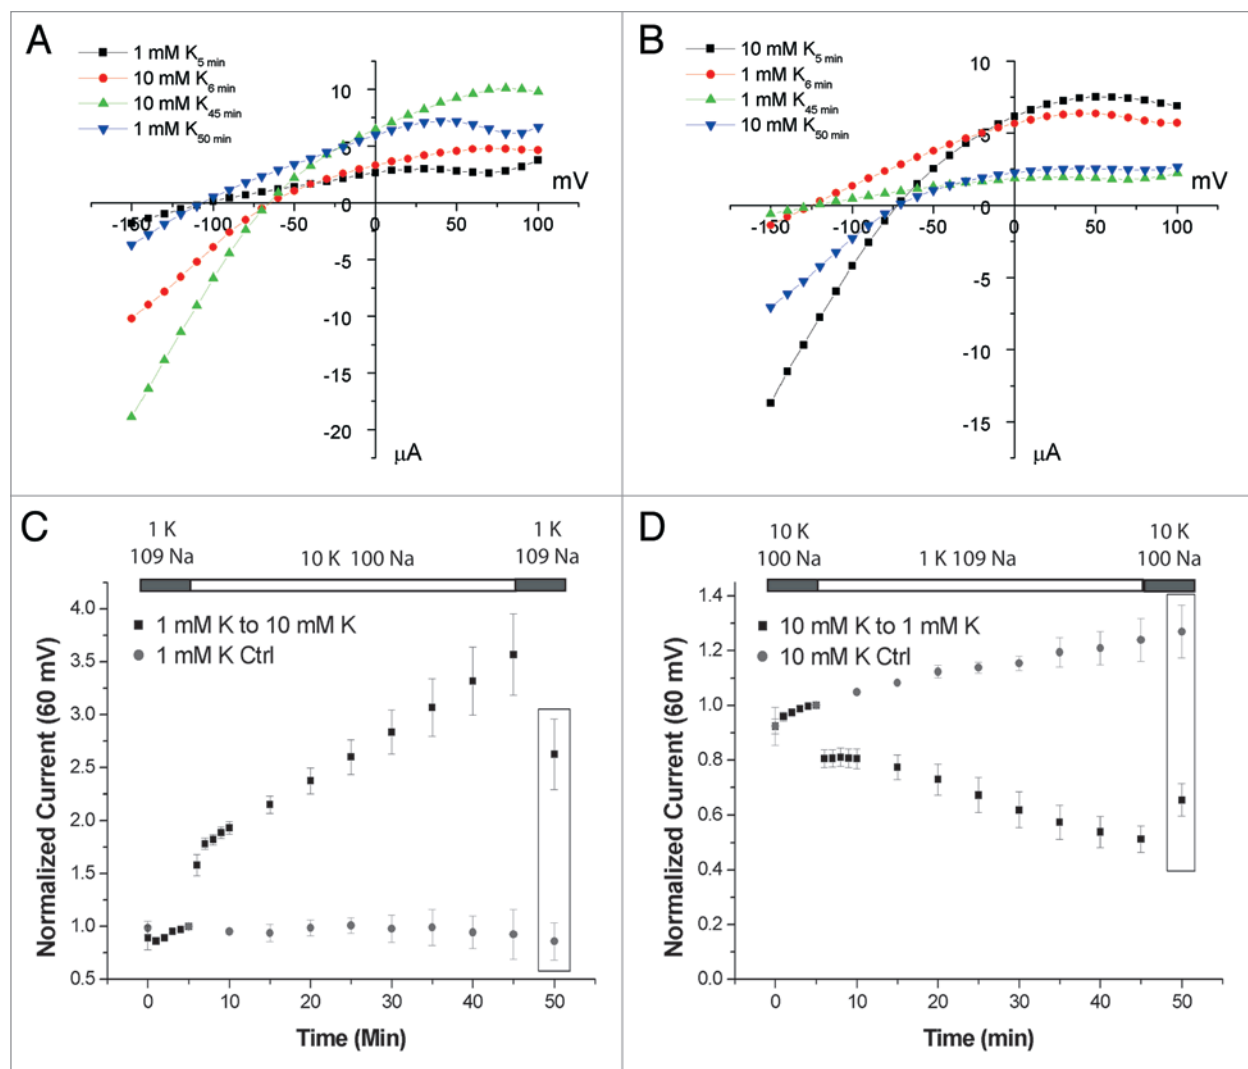 A
1 mM K5 min
10 mM K6 min
10 mM K45 min
1 mM K50 min
10
5
0
-5
-10
-15
-20
-150 -100 -50 0 50 100
mV
µA
B
10 mM K5 min
1 mM K6 min
1 mM K45 min
10 mM K50 min
10
5
0
-5
-10
-15
-150 -100 -50 0 50 100
mV
µA
C
1 K
109 Na
10 K 100 Na
1 K
109 Na
1 mM K to 10 mM K
1 mM K Ctrl
Normalized Current (60 mV)
4.0
3.5
3.0
2.5
2.0
1.5
1.0
0.5
0 10 20 30 40 50
Time (Min)
D
10 K
100 Na
1 K 109 Na
10 K
100 Na
10 mM K to 1 mM K
10 mM K Ctrl
Normalized Current (60 mV)
1.4
1.2
1.0
0.8
0.6
0.4
0.2
0.0
0 10 20 30 40 50
Time (min)